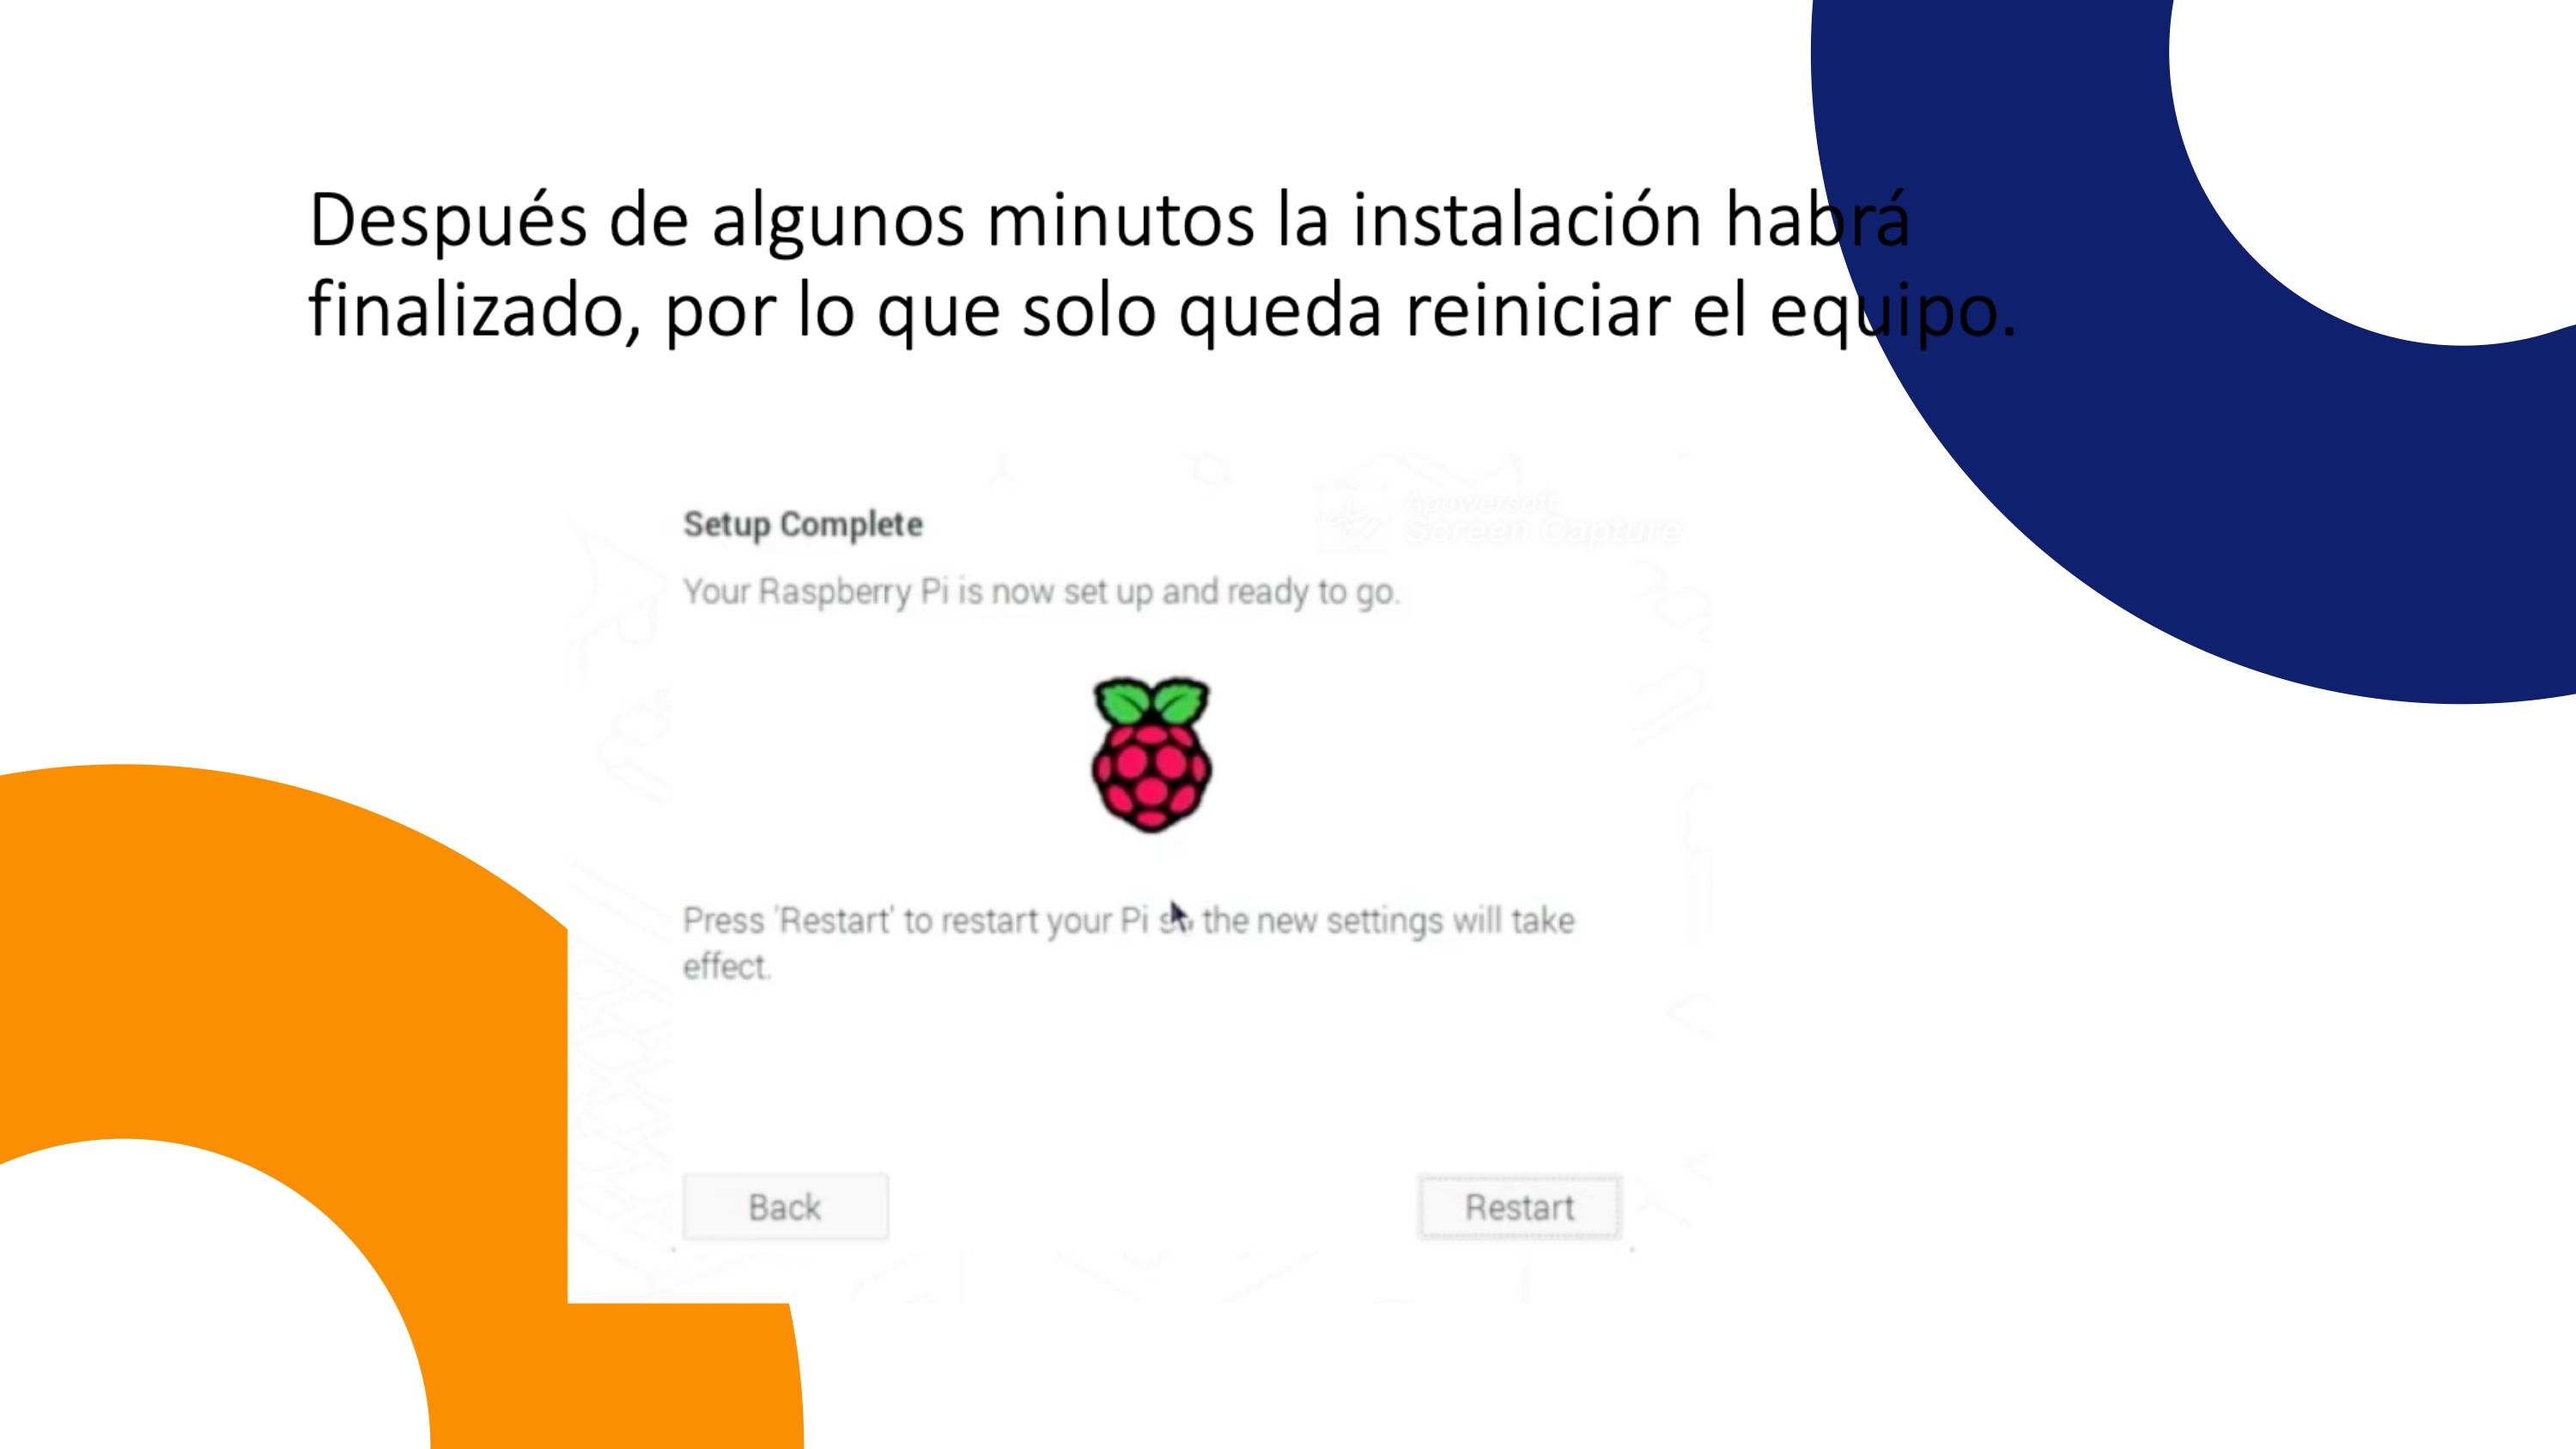 Después de algunos minutos la instalación habrá
finalizado, por lo que solo queda reiniciar el equipo.
Apowersoft
Screen Capture
Setup Complete
Your Raspberry Pi is now set up and ready to go.
Press 'Restart' to restart your Pi so the new settings will take
effect.
Back
Restart